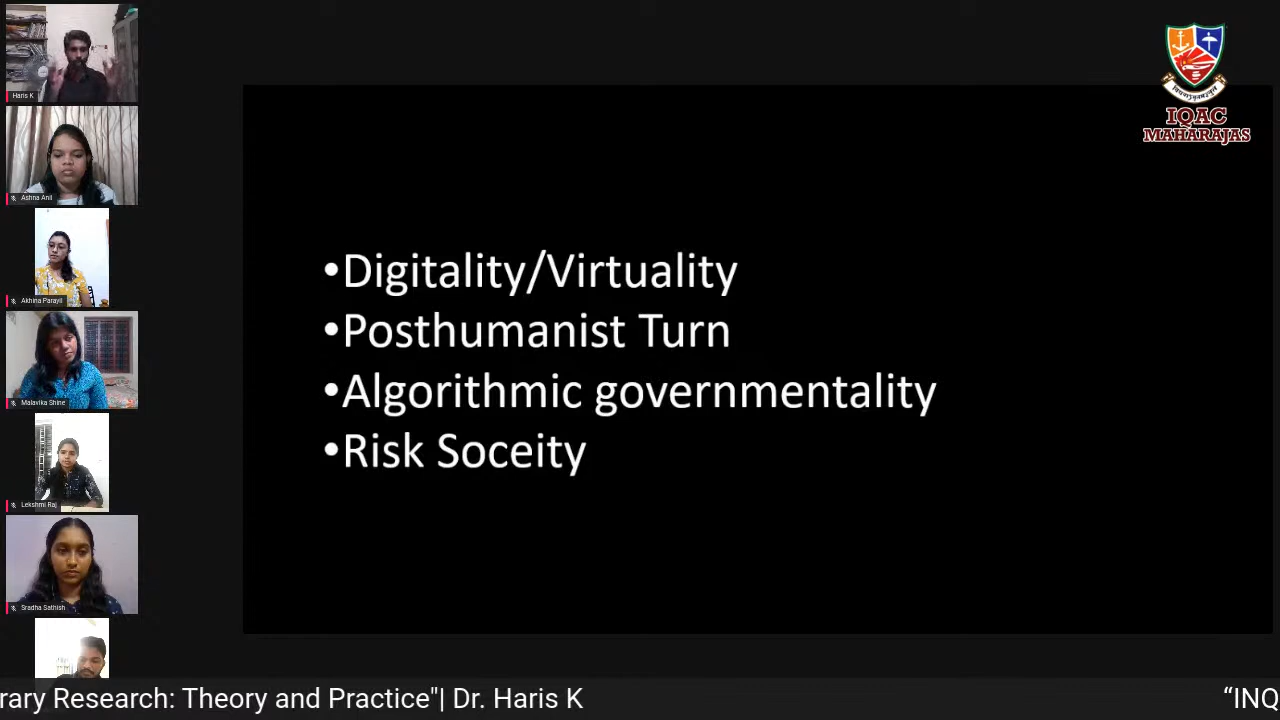 Haris K
Ashna Anil
Akhina Parayil
Malavika Shine
Lekshmi Raj
Sradha Sathish
•Digitality/Virtuality
•Posthumanist Turn
•Algorithmic governmentality
•Risk Soceity
IQAC
MAHARAJAS
rary Research: Theory and Practice"| Dr. Haris K
“INQ